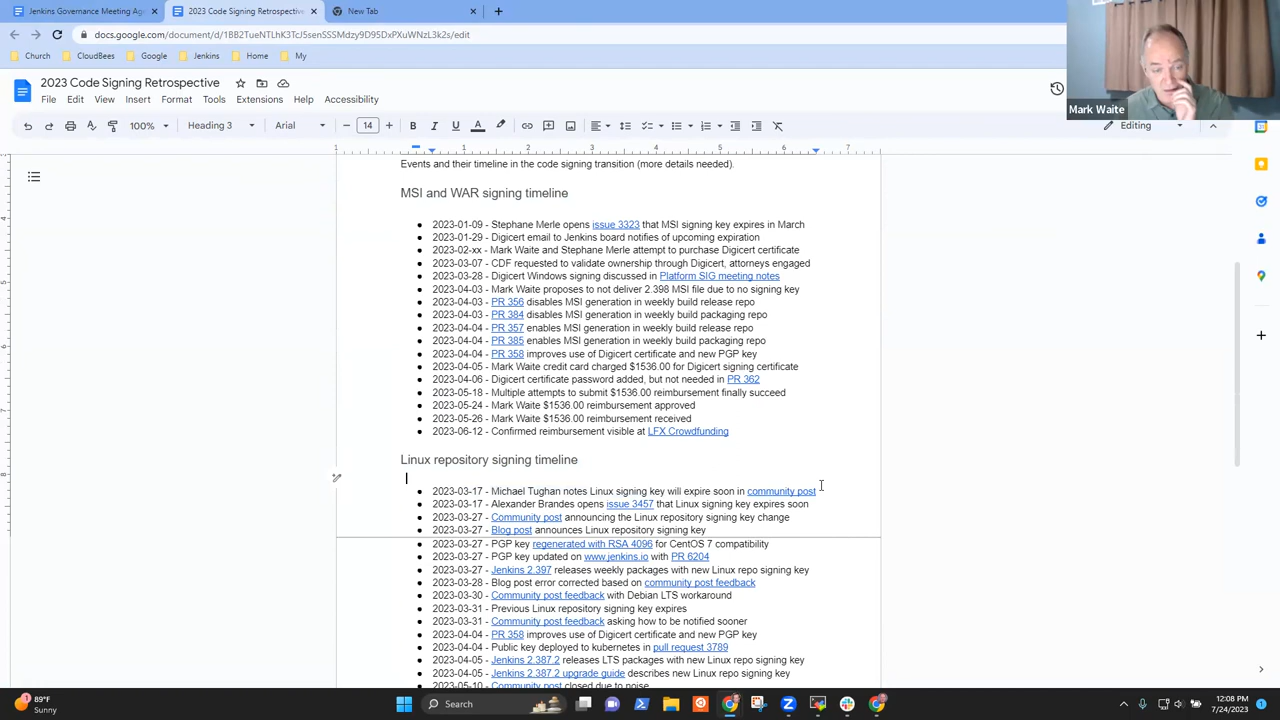 Jenkins Governance Meeting Ag
2023 Code Signing Retrospective
New Tab
docs.google.com/document/d/1BB2TueNTLhK3TcJ5senSSSMdzy9D95DxPXuWNzL3k2s/edit
Church
CloudBees
Google
Jenkins
Home
My
2023 Code Signing Retrospective
File Edit View Insert Format Tools Extensions Help Accessibility
Mark Waite
100%
Heading 3
Arial
14
Editing
1 1 2 3 4 5 6 7
Events and their timeline in the code signing transition (more details needed).
MSI and WAR signing timeline
2023-01-09 - Stephane Merle opens issue 3323 that MSI signing key expires in March
2023-01-29 - Digicert email to Jenkins board notifies of upcoming expiration
2023-02-xx - Mark Waite and Stephane Merle attempt to purchase Digicert certificate
2023-03-07 - CDF requested to validate ownership through Digicert, attorneys engaged
2023-03-28 - Digicert Windows signing discussed in Platform SIG meeting notes
2023-04-03 - Mark Waite proposes to not deliver 2.398 MSI file due to no signing key
2023-04-03 - PR 356 disables MSI generation in weekly build release repo
2023-04-03 - PR 384 disables MSI generation in weekly build packaging repo
2023-04-04 - PR 357 enables MSI generation in weekly build release repo
2023-04-04 - PR 385 enables MSI generation in weekly build packaging repo
2023-04-04 - PR 358 improves use of Digicert certificate and new PGP key
2023-04-05 - Mark Waite credit card charged $1536.00 for Digicert signing certificate
2023-04-06 - Digicert certificate password added, but not needed in PR 362
2023-05-18 - Multiple attempts to submit $1536.00 reimbursement finally succeed
2023-05-24 - Mark Waite $1536.00 reimbursement approved
2023-05-26 - Mark Waite $1536.00 reimbursement received
2023-06-12 - Confirmed reimbursement visible at LFX Crowdfunding
Linux repository signing timeline
2023-03-17 - Michael Tughan notes Linux signing key will expire soon in community post
2023-03-17 - Alexander Brandes opens issue 3457 that Linux signing key expires soon
2023-03-27 - Community post announcing the Linux repository signing key change
2023-03-27 - Blog post announces Linux repository signing key
2023-03-27 - PGP key regenerated with RSA 4096 for CentOS 7 compatibility
2023-03-27 - PGP key updated on www.jenkins.io with PR 6204
2023-03-27 - Jenkins 2.397 releases weekly packages with new Linux repo signing key
2023-03-28 - Blog post error corrected based on community post feedback
2023-03-30 - Community post feedback with Debian LTS workaround
2023-03-31 - Previous Linux repository signing key expires
2023-03-31 - Community post feedback asking how to be notified sooner
2023-04-04 - PR 358 improves use of Digicert certificate and new PGP key
2023-04-04 - Public key deployed to kubernetes in pull request 3789
2023-04-05 - Jenkins 2.387.2 releases LTS packages with new Linux repo signing key
2023-04-05 - Jenkins 2.387.2 upgrade guide describes new Linux repo signing key
2023-05-10 - Community post closed due to noise
89°F
Sunny
Search
12:08 PM
7/24/2023